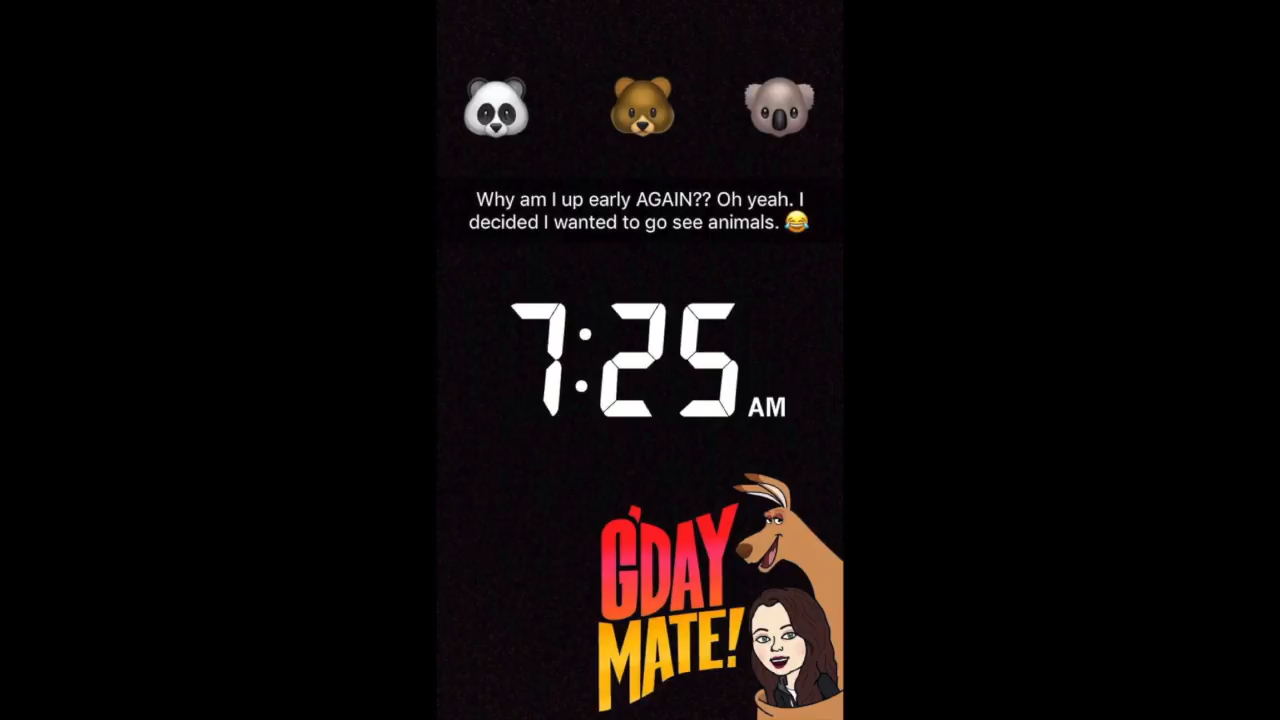 Why am I up early AGAIN?? Oh yeah. I
decided I wanted to go see animals. 😂
7:25 AM
G'DAY
MATE!